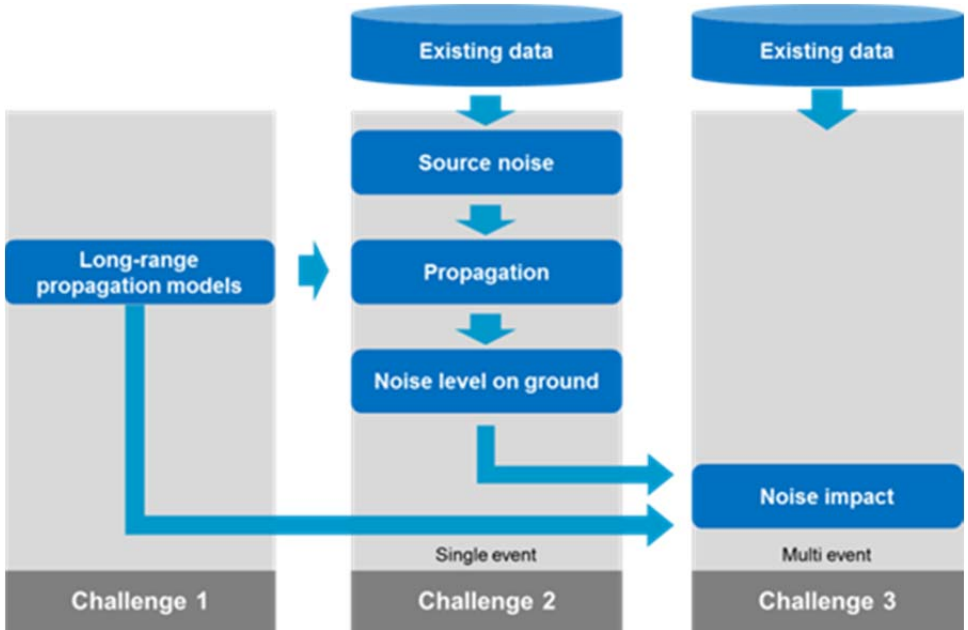 Existing data
Existing data
Source noise
Long-range
propagation models
Propagation
Noise level on ground
Noise impact
Single event
Multi event
Challenge 1
Challenge 2
Challenge 3